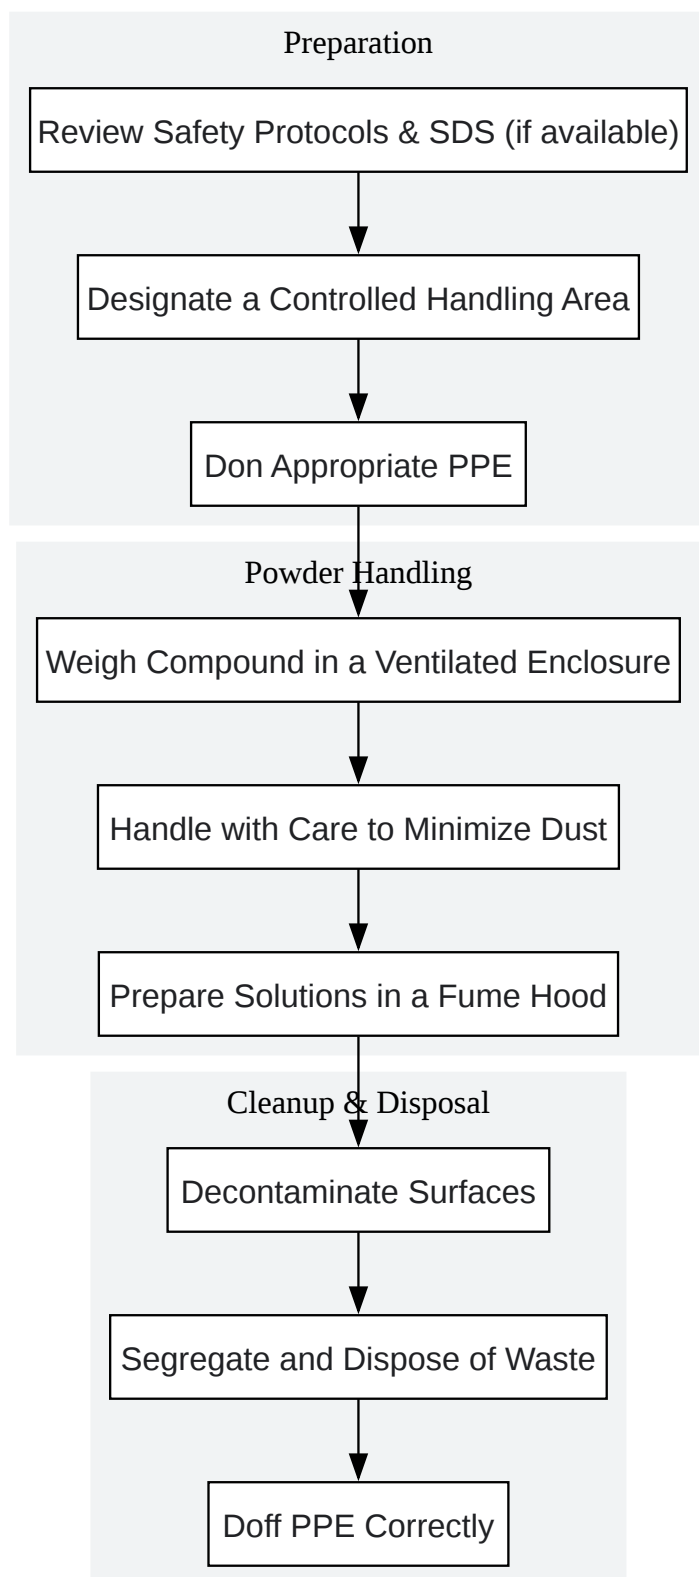 Preparation
Review Safety Protocols & SDS (if available)
Designate a Controlled Handling Area
Don Appropriate PPE
Powder Handling
Weigh Compound in a Ventilated Enclosure
Handle with Care to Minimize Dust
Prepare Solutions in a Fume Hood
Cleanup & Disposal
Decontaminate Surfaces
Segregate and Dispose of Waste
Doff PPE Correctly